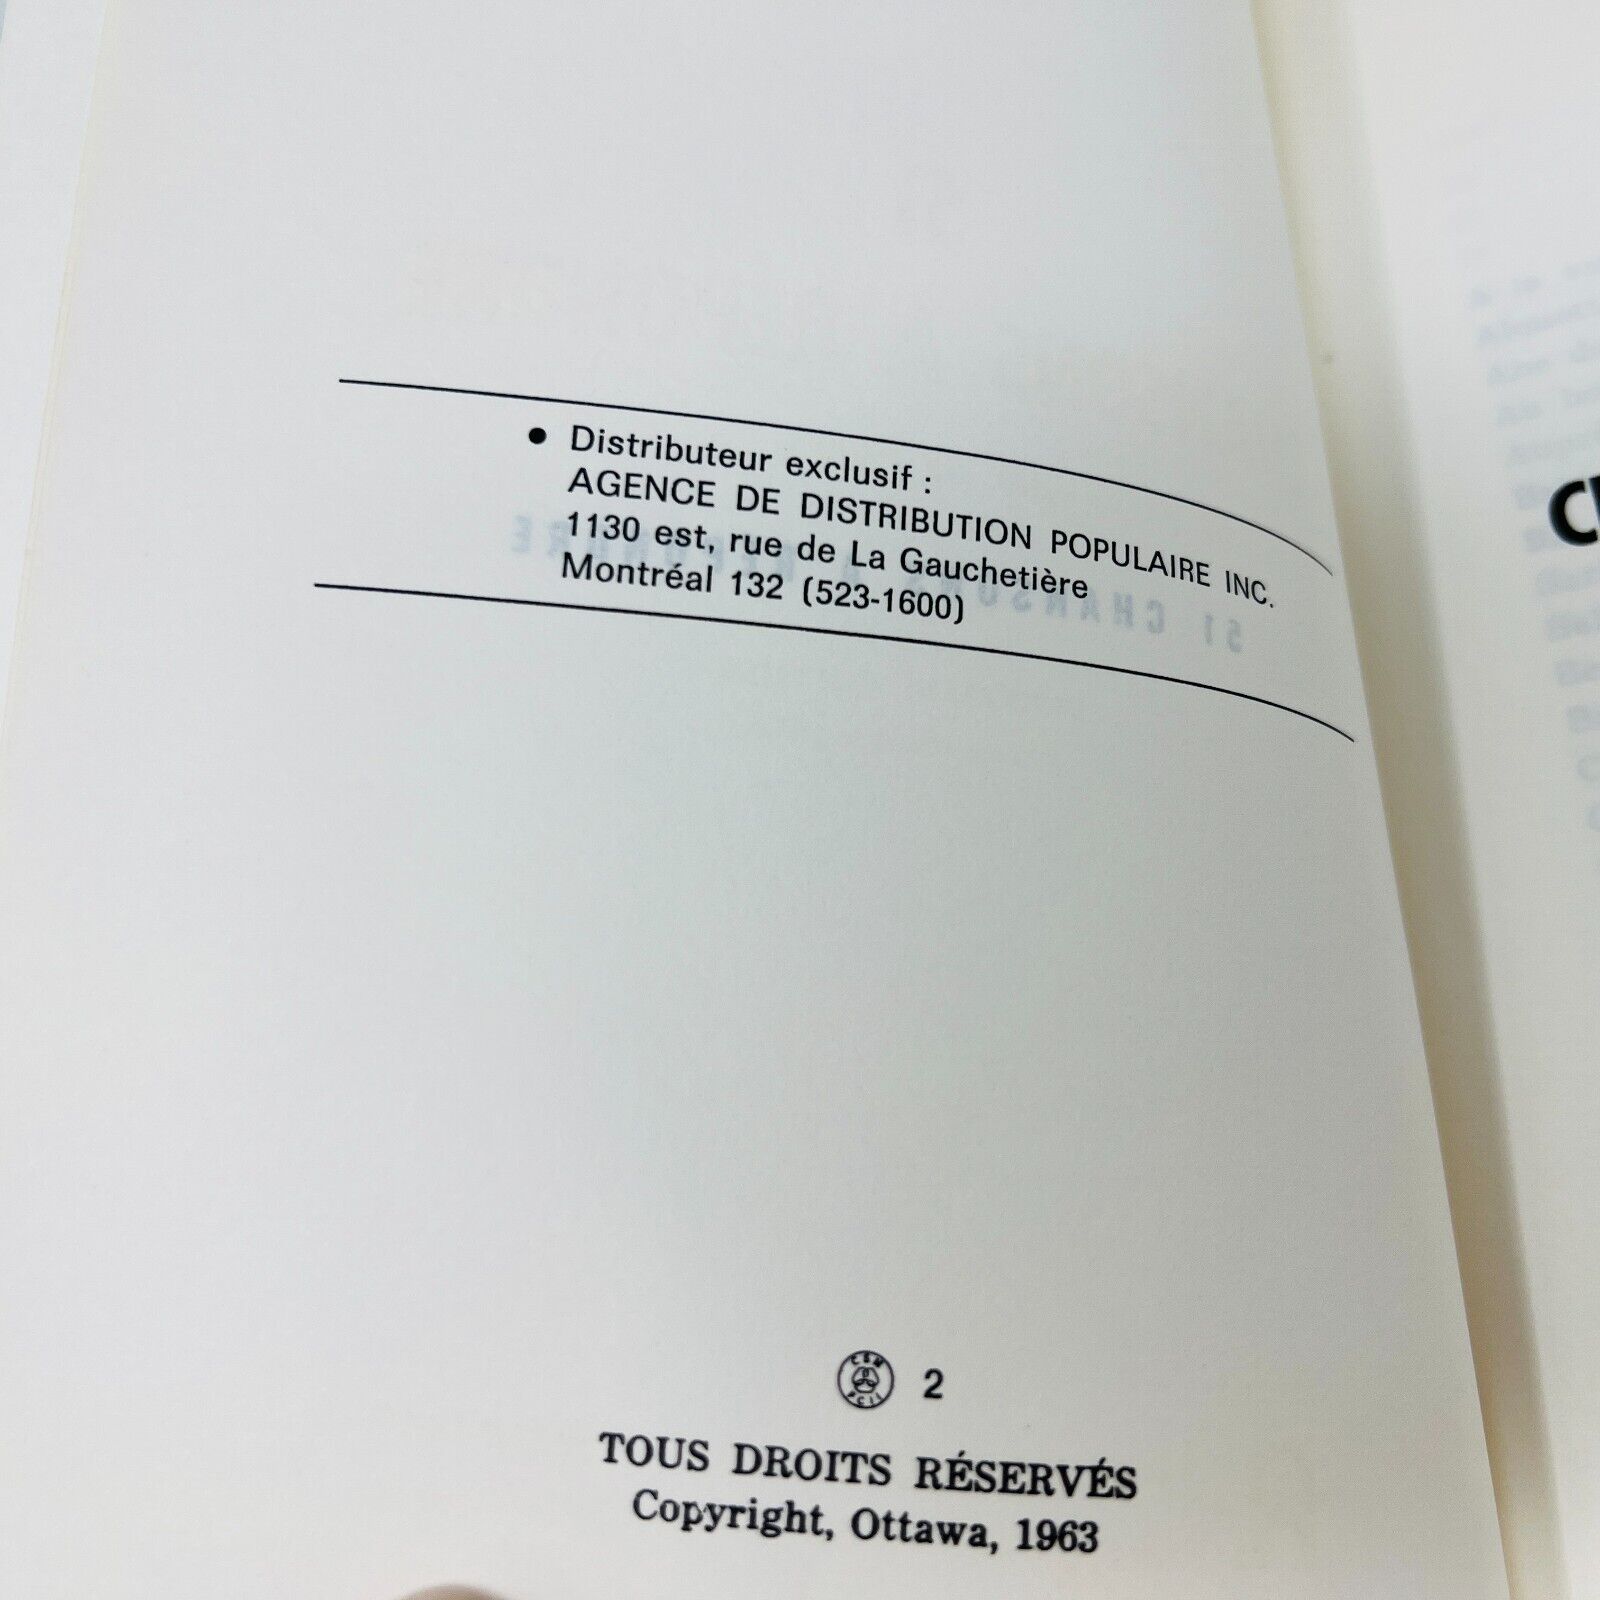 • Distributeur exclusif :
AGENCE DE DISTRIBUTION POPULAIRE INC.
1130 est, rue de La Gauchetière
Montréal 132 (523-1600)
2
TOUS DROITS RÉSERVÉS
Copyright, Ottawa, 1963